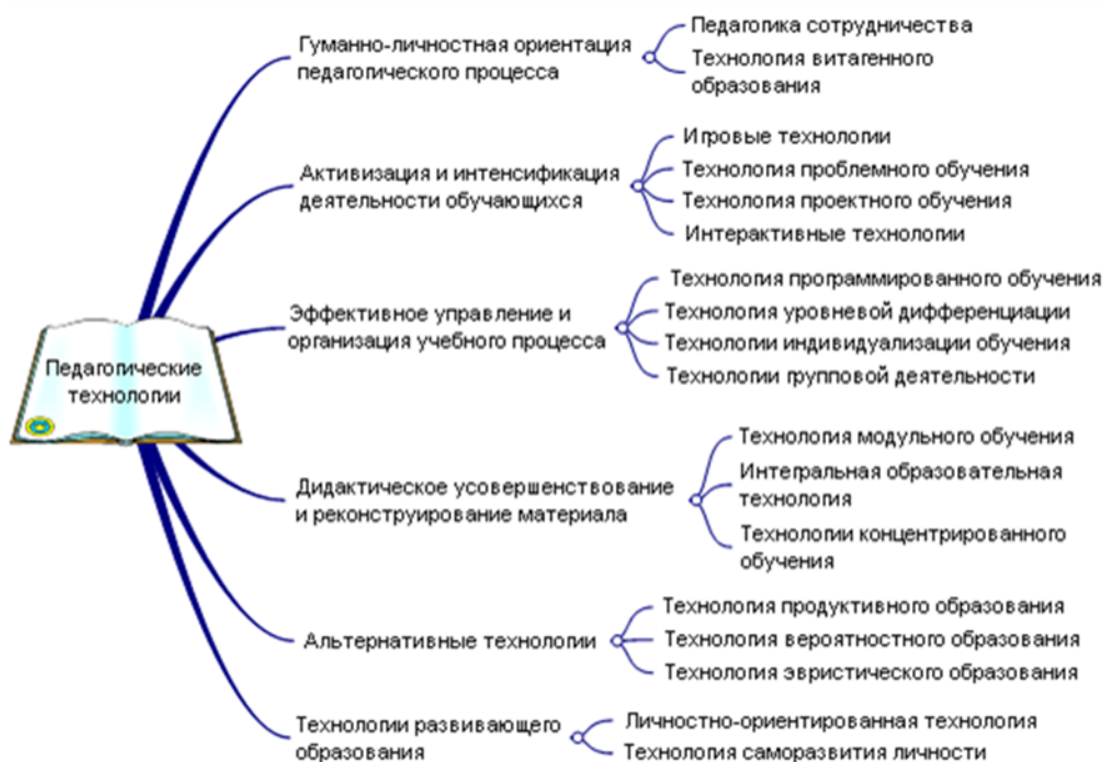 Гуманно-личностная ориентация
педагогического процесса
Педагогика сотрудничества
Технология витагенного
образования
Активизация и интенсификация
деятельности обучающихся
Игровые технологии
Технология проблемного обучения
Технология проектного обучения
Интерактивные технологии
Эффективное управление и
организация учебного процесса
Технология программированного обучения
Технология уровневой дифференциации
Технологии индивидуализации обучения
Технологии групповой деятельности
Педагогические
технологии
Дидактическое усовершенствование
и реконструирование материала
Технология модульного обучения
Интегральная образовательная
технология
Технологии концентрированного
обучения
Альтернативные технологии
Технология продуктивного образования
Технология вероятностного образования
Технология эвристического образования
Технологии развивающего
образования
Личностно-ориентированная технология
Технология саморазвития личности